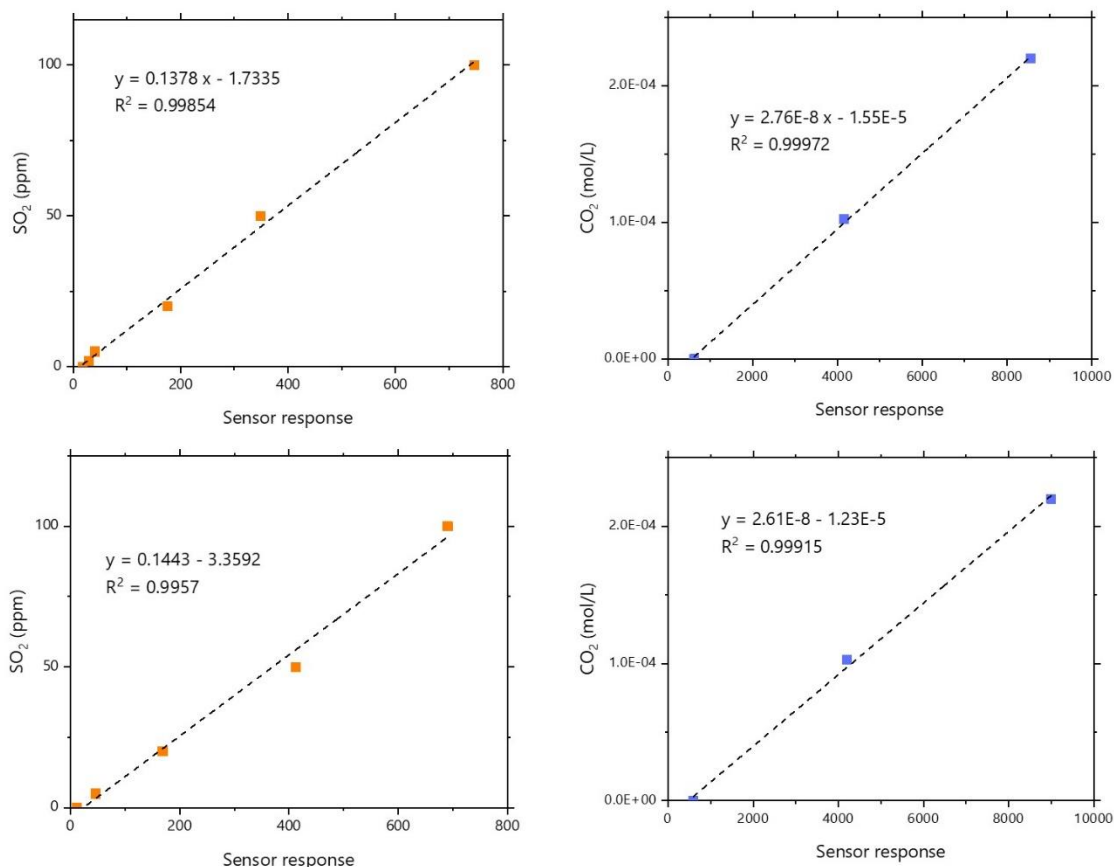 SO₂ (ppm)
100
50
0
y = 0.1378 x - 1.7335
R² = 0.99854
0 200 400 600 800
Sensor response
CO₂ (mol/L)
2.0E-04
1.0E-04
0.0E+00
y = 2.76E-8 x - 1.55E-5
R² = 0.99972
0 2000 4000 6000 8000 10000
Sensor response
SO₂ (ppm)
100
50
0
y = 0.1443 - 3.3592
R² = 0.9957
0 200 400 600 800
Sensor response
CO₂ (mol/L)
2.0E-04
1.0E-04
0.0E+00
y = 2.61E-8 - 1.23E-5
R² = 0.99915
0 2000 4000 6000 8000 10000
Sensor response